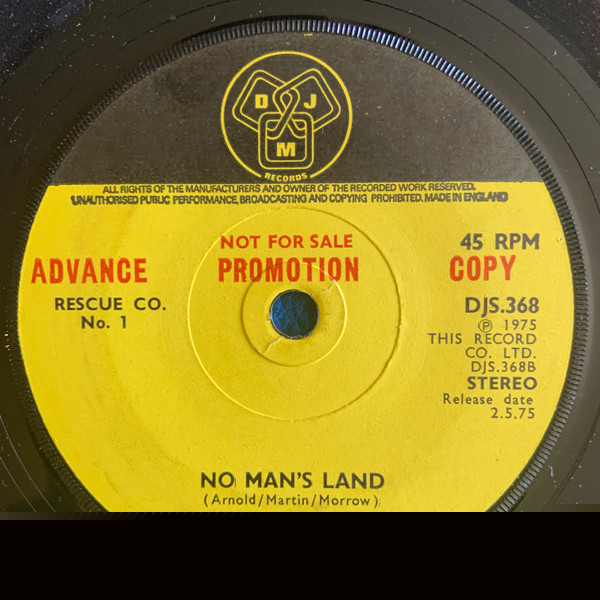 D J
M
RECORDS
ALL RIGHTS OF THE MANUFACTURERS AND OWNER OF THE RECORDED WORK RESERVED.
UNAUTHORISED PUBLIC PERFORMANCE, BROADCASTING AND COPYING PROHIBITED. MADE IN ENGLAND
NOT FOR SALE
45 RPM
ADVANCE PROMOTION COPY
RESCUE CO.
No. 1
DJS.368
℗ 1975
THIS RECORD
CO. LTD.
DJS.368B
STEREO
Release date
2.5.75
NO MAN'S LAND
(Arnold/Martin/Morrow)